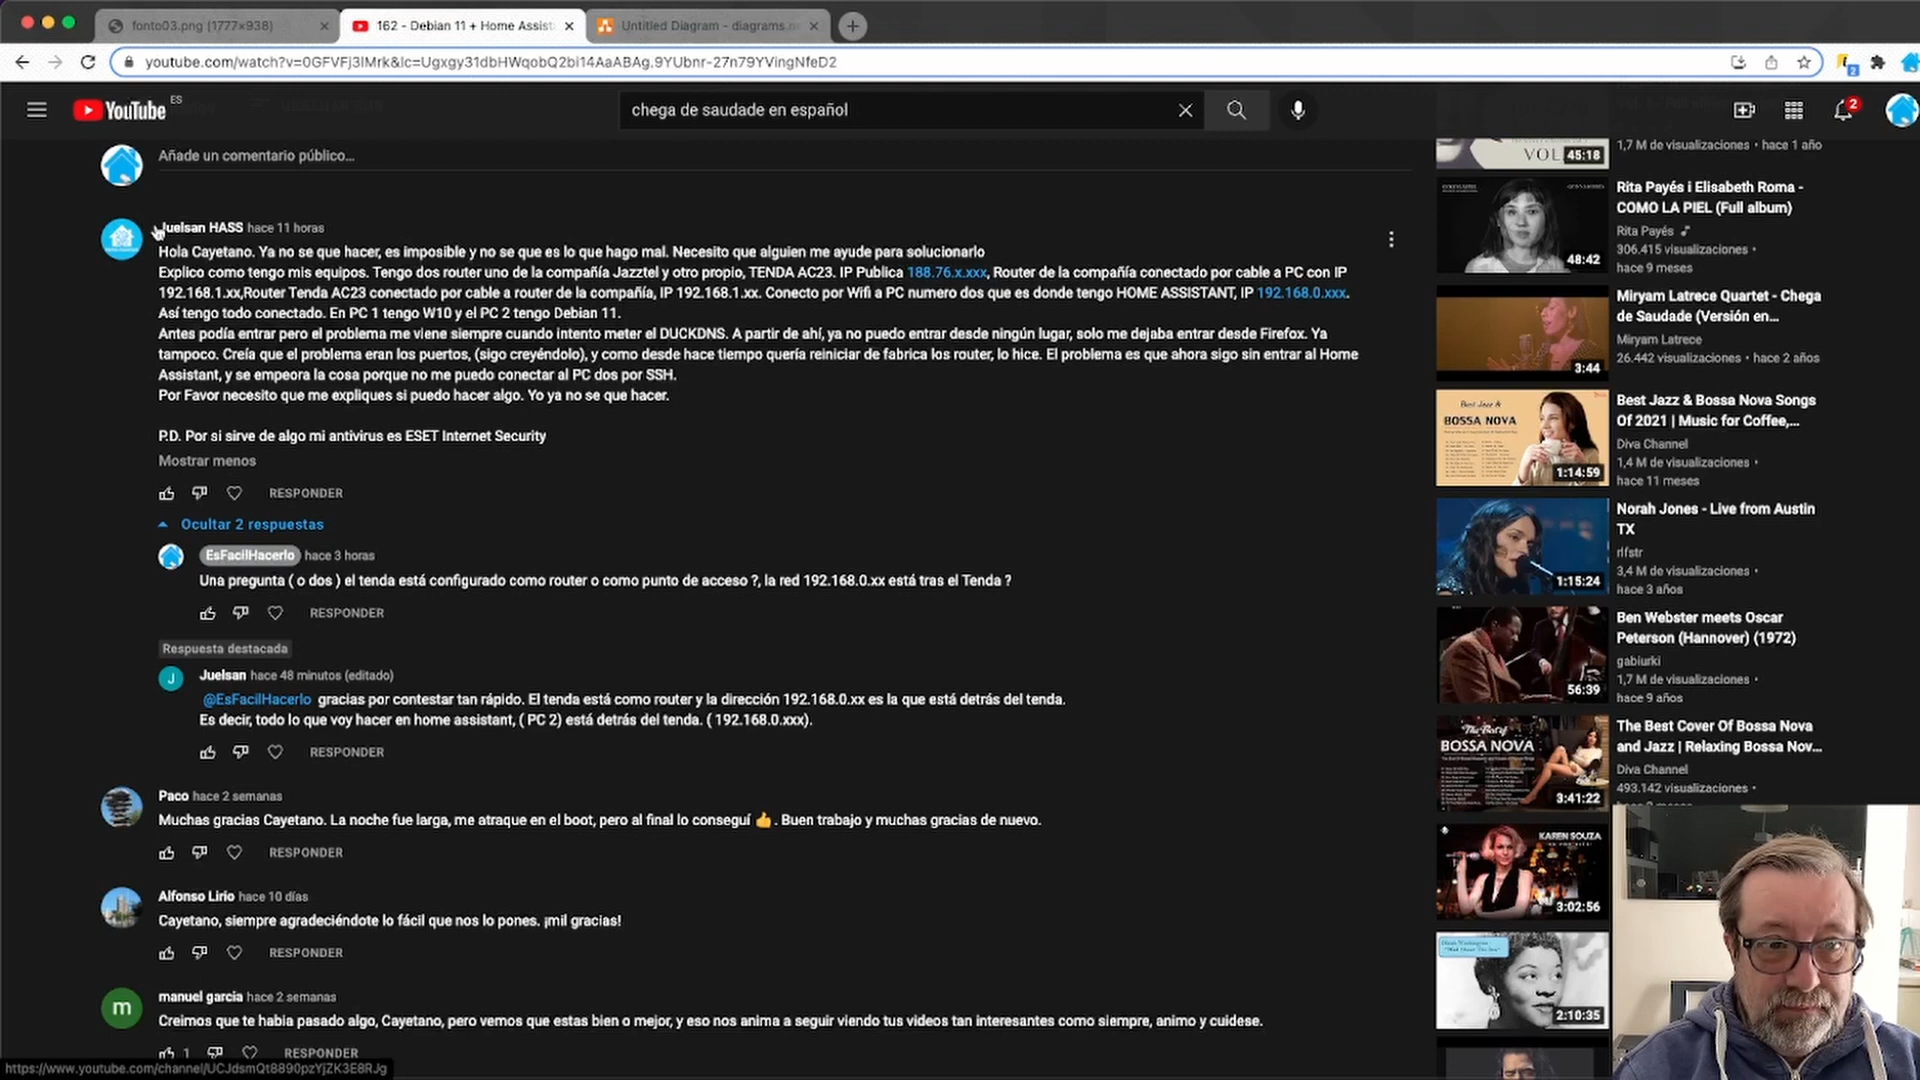 fonto03.png (1777×938)
162 - Debian 11 + Home Assist
Untitled Diagram - diagrams.n
youtube.com/watch?v=0GFVFj3lMrk&lc=Ugxgy31dbHWqobQ2bi14AaABAg.9YUbnr-27n79YVingNfeD2
2
YouTube ES
chega de saudade en español
2
Añade un comentario público...
Juelsan HASS hace 11 horas
Hola Cayetano. Ya no se que hacer, es imposible y no se que es lo que hago mal. Necesito que alguien me ayude para solucionarlo
Explico como tengo mis equipos. Tengo dos router uno de la compañía Jazztel y otro propio, TENDA AC23. IP Publica 188.76.x.xxx, Router de la compañía conectado por cable a PC con IP
192.168.1.xx,Router Tenda AC23 conectado por cable a router de la compañía, IP 192.168.1.xx. Conecto por Wifi a PC numero dos que es donde tengo HOME ASSISTANT, IP 192.168.0.xxx.
Así tengo todo conectado. En PC 1 tengo W10 y el PC 2 tengo Debian 11.
Antes podía entrar pero el problema me viene siempre cuando intento meter el DUCKDNS. A partir de ahí, ya no puedo entrar desde ningún lugar, solo me dejaba entrar desde Firefox. Ya
tampoco. Creía que el problema eran los puertos, (sigo creyéndolo), y como desde hace tiempo quería reiniciar de fabrica los router, lo hice. El problema es que ahora sigo sin entrar al Home
Assistant, y se empeora la cosa porque no me puedo conectar al PC dos por SSH.
Por Favor necesito que me expliques si puedo hacer algo. Yo ya no se que hacer.
P.D. Por si sirve de algo mi antivirus es ESET Internet Security
Mostrar menos
RESPONDER
Ocultar 2 respuestas
EsFacilHacerlo hace 3 horas
Una pregunta ( o dos ) el tenda está configurado como router o como punto de acceso ?, la red 192.168.0.xx está tras el Tenda ?
RESPONDER
Respuesta destacada
J
Juelsan hace 48 minutos (editado)
@EsFacilHacerlo gracias por contestar tan rápido. El tenda está como router y la dirección 192.168.0.xx es la que está detrás del tenda.
Es decir, todo lo que voy hacer en home assistant, ( PC 2) está detrás del tenda. ( 192.168.0.xxx).
RESPONDER
Paco hace 2 semanas
Muchas gracias Cayetano. La noche fue larga, me atraque en el boot, pero al final lo conseguí 👍. Buen trabajo y muchas gracias de nuevo.
RESPONDER
Alfonso Lirio hace 10 días
Cayetano, siempre agradeciéndote lo fácil que nos lo pones. ¡mil gracias!
RESPONDER
m
manuel garcia hace 2 semanas
Creimos que te habia pasado algo, Cayetano, pero vemos que estas bien o mejor, y eso nos anima a seguir viendo tus videos tan interesantes como siempre, animo y cuidese.
1 RESPONDER
https://www.youtube.com/channel/UCJdsmQt8890pzYjZK3E8RJg
VOL.
45:18
1,7 M de visualizaciones • hace 1 año
48:42
Rita Payés i Elisabeth Roma -
COMO LA PIEL (Full album)
Rita Payés
306.415 visualizaciones •
hace 9 meses
3:44
Miryam Latrece Quartet - Chega
de Saudade (Versión en...
Miryam Latrece
26.442 visualizaciones • hace 2 años
Best Jazz &
BOSSA NOVA
1:14:59
Best Jazz & Bossa Nova Songs
Of 2021 | Music for Coffee,...
Diva Channel
1,4 M de visualizaciones •
hace 11 meses
1:15:24
Norah Jones - Live from Austin
TX
rlfstr
3,4 M de visualizaciones •
hace 3 años
56:39
Ben Webster meets Oscar
Peterson (Hannover) (1972)
gabiurki
1,7 M de visualizaciones •
hace 9 años
The Best of
BOSSA NOVA
3:41:22
The Best Cover Of Bossa Nova
and Jazz | Relaxing Bossa Nov...
Diva Channel
493.142 visualizaciones •
KAREN SOUZA
3:02:56
2:10:35